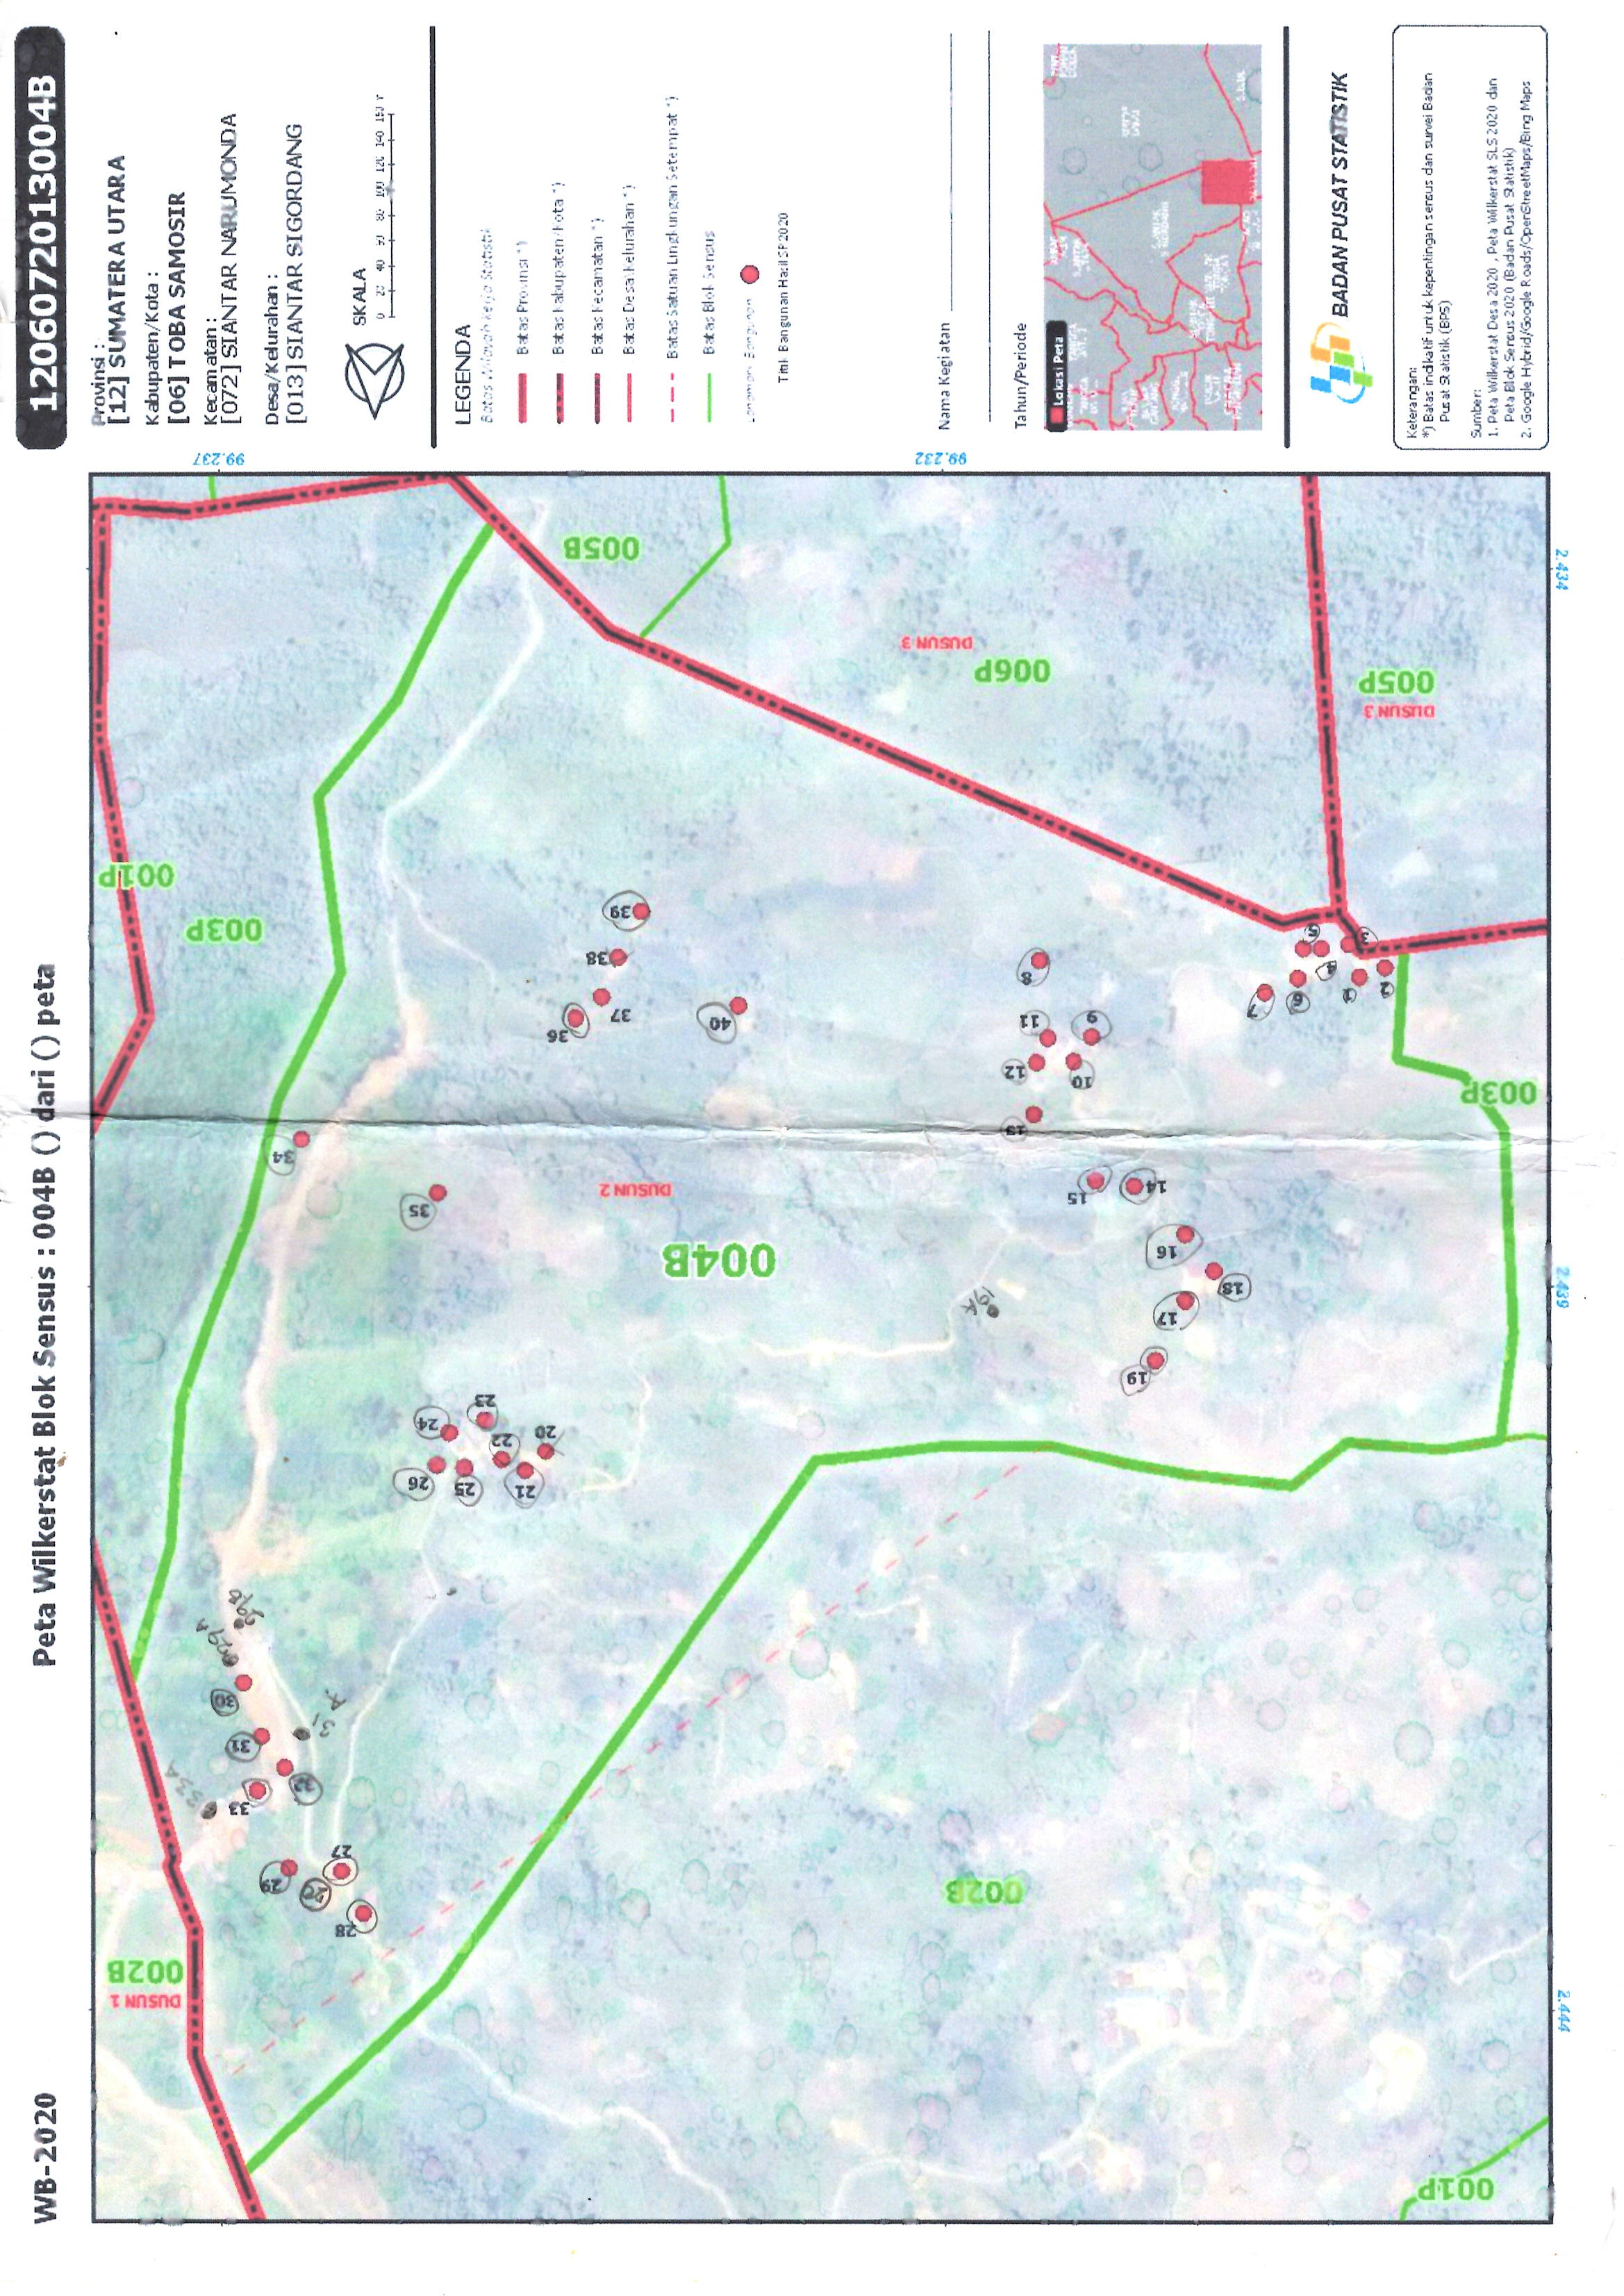 WB-2020
Peta Wilkerstat Blok Sensus : 004B () dari () peta
1206072013004B
Provinsi :
[12] SUMATERA UTARA
Kabupaten/Kota :
[06] TOBA SAMOSIR
Kecamatan :
[072] SIANTAR NARUMONDA
Desa/Kelurahan :
[013] SIANTAR SIGORDANG
SKALA
0 20 40 60 80 100 120 140
LEGENDA
Batas Wilayah Kerja Statistik
Batas Provinsi *)
Batas Kabupaten/Kota *)
Batas Kecamatan *)
Batas Desa/Kelurahan *)
Batas Satuan Lingkungan Setempat *)
Batas Blok Sensus
Landmark Bangunan
Titik Bangunan Hasil SP2020
Nama Kegiatan
Tahun/Periode
Lokasi Peta
BADAN PUSAT STATISTIK
Keterangan:
*) Batas indikatif untuk kepentingan sensus dan survei Badan
Pusat Statistik (BPS)
Sumber:
1. Peta Wilkerstat Desa 2020 , Peta Wilkerstat SLS 2020 dan
Peta Blok Sensus 2020 (Badan Pusat Statistik)
2. Google Hybrid/Google Roads/OpenStreetMaps/Bing Maps
DUSUN 1
002B
001P
003P
99.237
33A
33
31
30
29A
29B
29
31
A
28
27
34
26
24
25
23
22
21
20
35
36
37
38
39
005B
DUSUN 2
004B
40
002B
DUSUN 3
006P
99.232
19A
13
12
11
8
10
9
15
14
19
17
16
18
7
6
5
4
1
3
2
DUSUN 3
005P
001P
003P
2.444
2.439
2.434